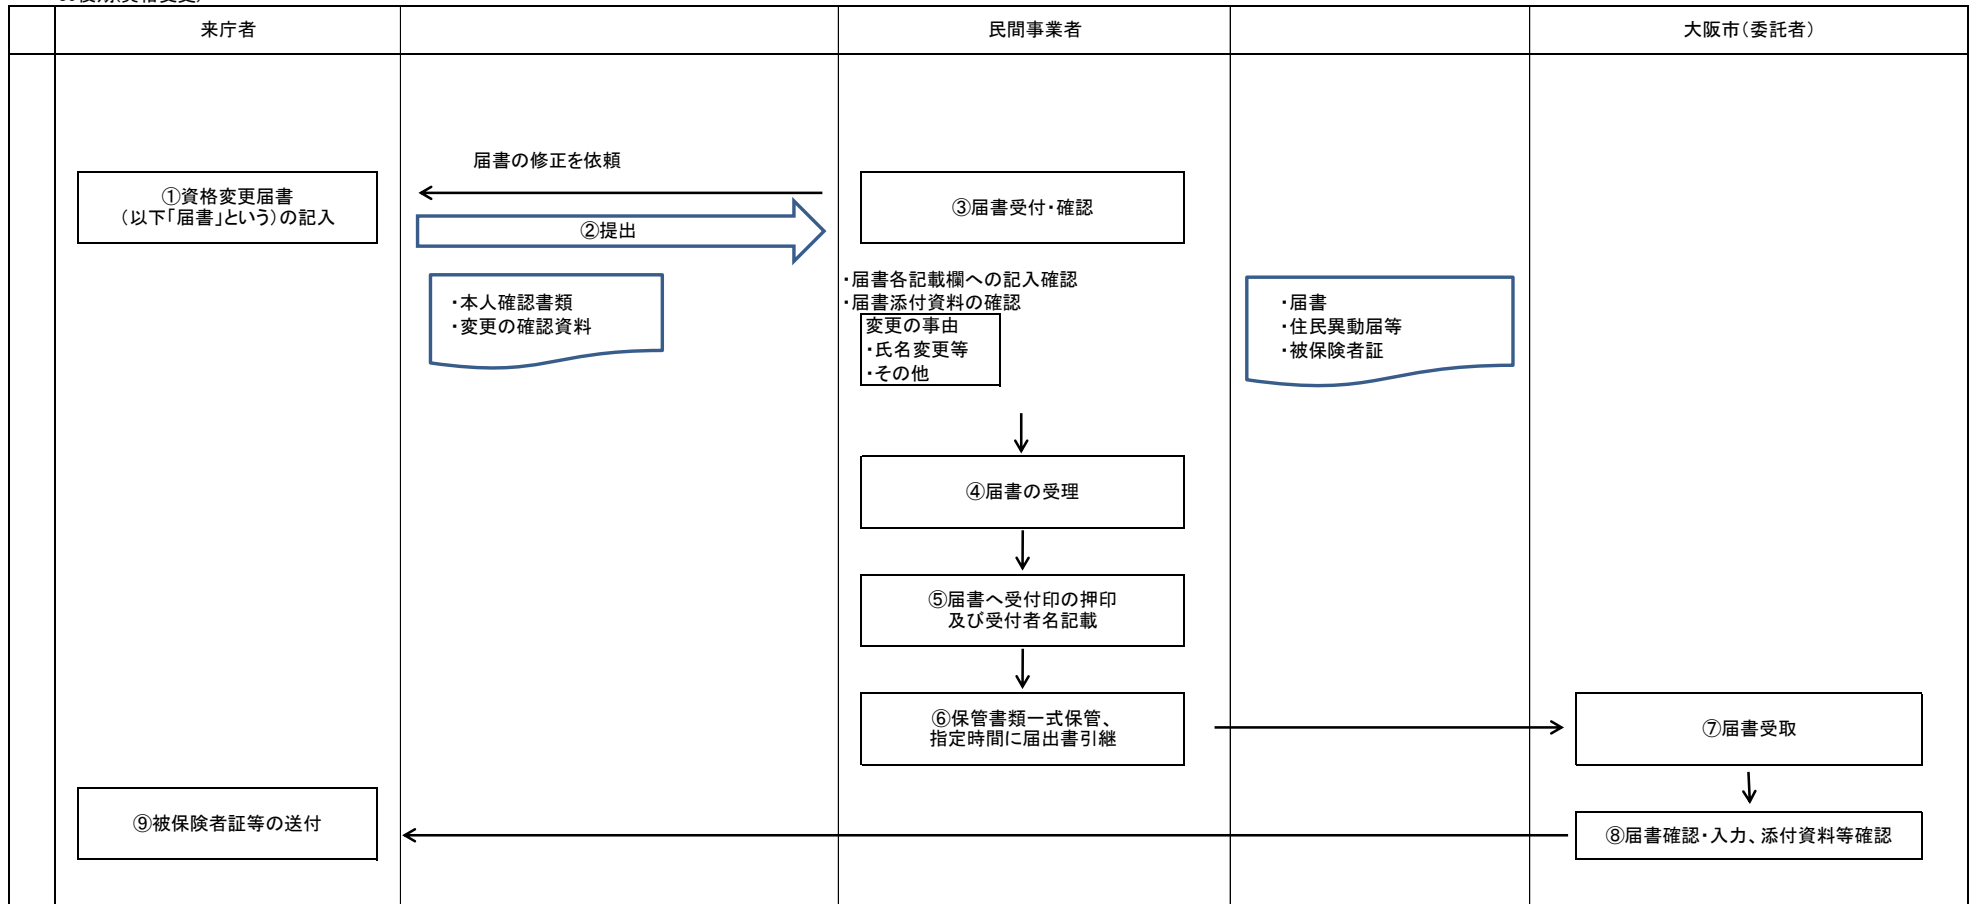 来庁者
民間事業者
大阪市（委託者）
届書の修正を依頼
①資格変更届書
（以下「届書」という）の記入
②提出
③届書受付・確認
・本人確認書類
・変更の確認資料
・届書各記載欄への記入確認
・届書添付資料の確認
変更の事由
・氏名変更等
・その他
・届書
・住民異動届等
・被保険者証
④届書の受理
⑤届書へ受付印の押印
及び受付者名記載
⑥保管書類一式保管、
指定時間に届出書引継
⑦届書受取
⑧届書確認・入力、添付資料等確認
⑨被保険者証等の送付